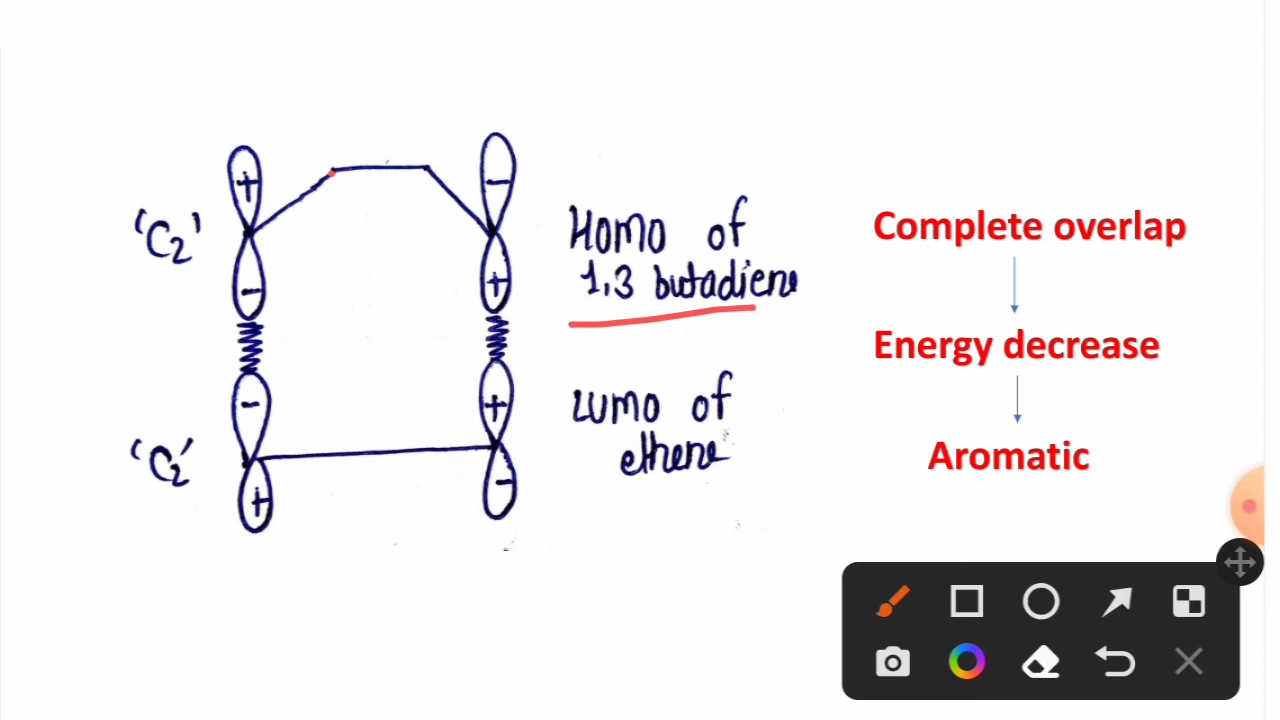 + -
'C2'
- +
Homo of
1,3 butadiene
- +
Lumo of
ethene
'C2'
+ -
Complete overlap
Energy decrease
Aromatic